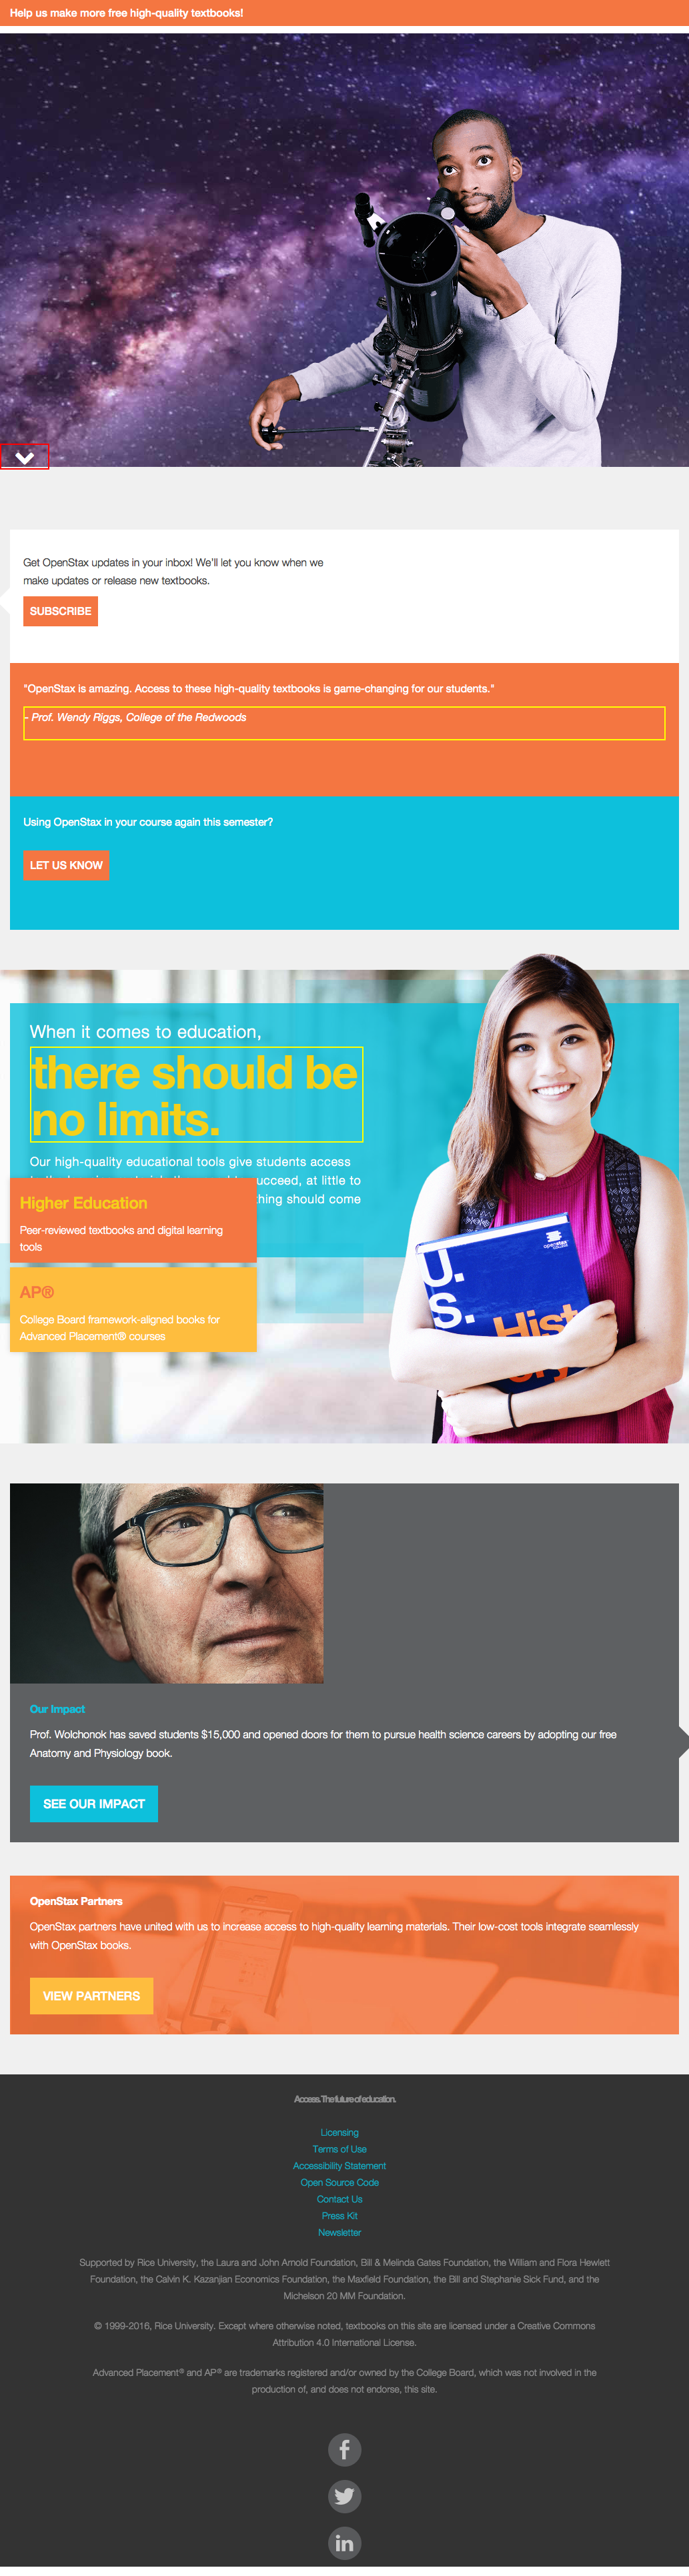 Help us make more free high-quality textbooks!
Get OpenStax updates in your inbox! We'll let you know when we
make updates or release new textbooks.
SUBSCRIBE
"OpenStax is amazing. Access to these high-quality textbooks is game-changing for our students."
- Prof. Wendy Riggs, College of the Redwoods
Using OpenStax in your course again this semester?
LET US KNOW
When it comes to education,
there should be
no limits.
Our high-quality educational tools give students access
succeed, at little to
thing should come
Higher Education
Peer-reviewed textbooks and digital learning
tools
AP®
College Board framework-aligned books for
Advanced Placement® courses
openstax
COLLEGE
U.
S.
Hist
ory
Our Impact
Prof. Wolchonok has saved students $15,000 and opened doors for them to pursue health science careers by adopting our free
Anatomy and Physiology book.
SEE OUR IMPACT
OpenStax Partners
OpenStax partners have united with us to increase access to high-quality learning materials. Their low-cost tools integrate seamlessly
with OpenStax books.
VIEW PARTNERS
Access. The future of education.
Licensing
Terms of Use
Accessibility Statement
Open Source Code
Contact Us
Press Kit
Newsletter
Supported by Rice University, the Laura and John Arnold Foundation, Bill & Melinda Gates Foundation, the William and Flora Hewlett
Foundation, the Calvin K. Kazanjian Economics Foundation, the Maxfield Foundation, the Bill and Stephanie Sick Fund, and the
Michelson 20 MM Foundation.
© 1999-2016, Rice University. Except where otherwise noted, textbooks on this site are licensed under a Creative Commons
Attribution 4.0 International License.
Advanced Placement® and AP® are trademarks registered and/or owned by the College Board, which was not involved in the
production of, and does not endorse, this site.
f
in